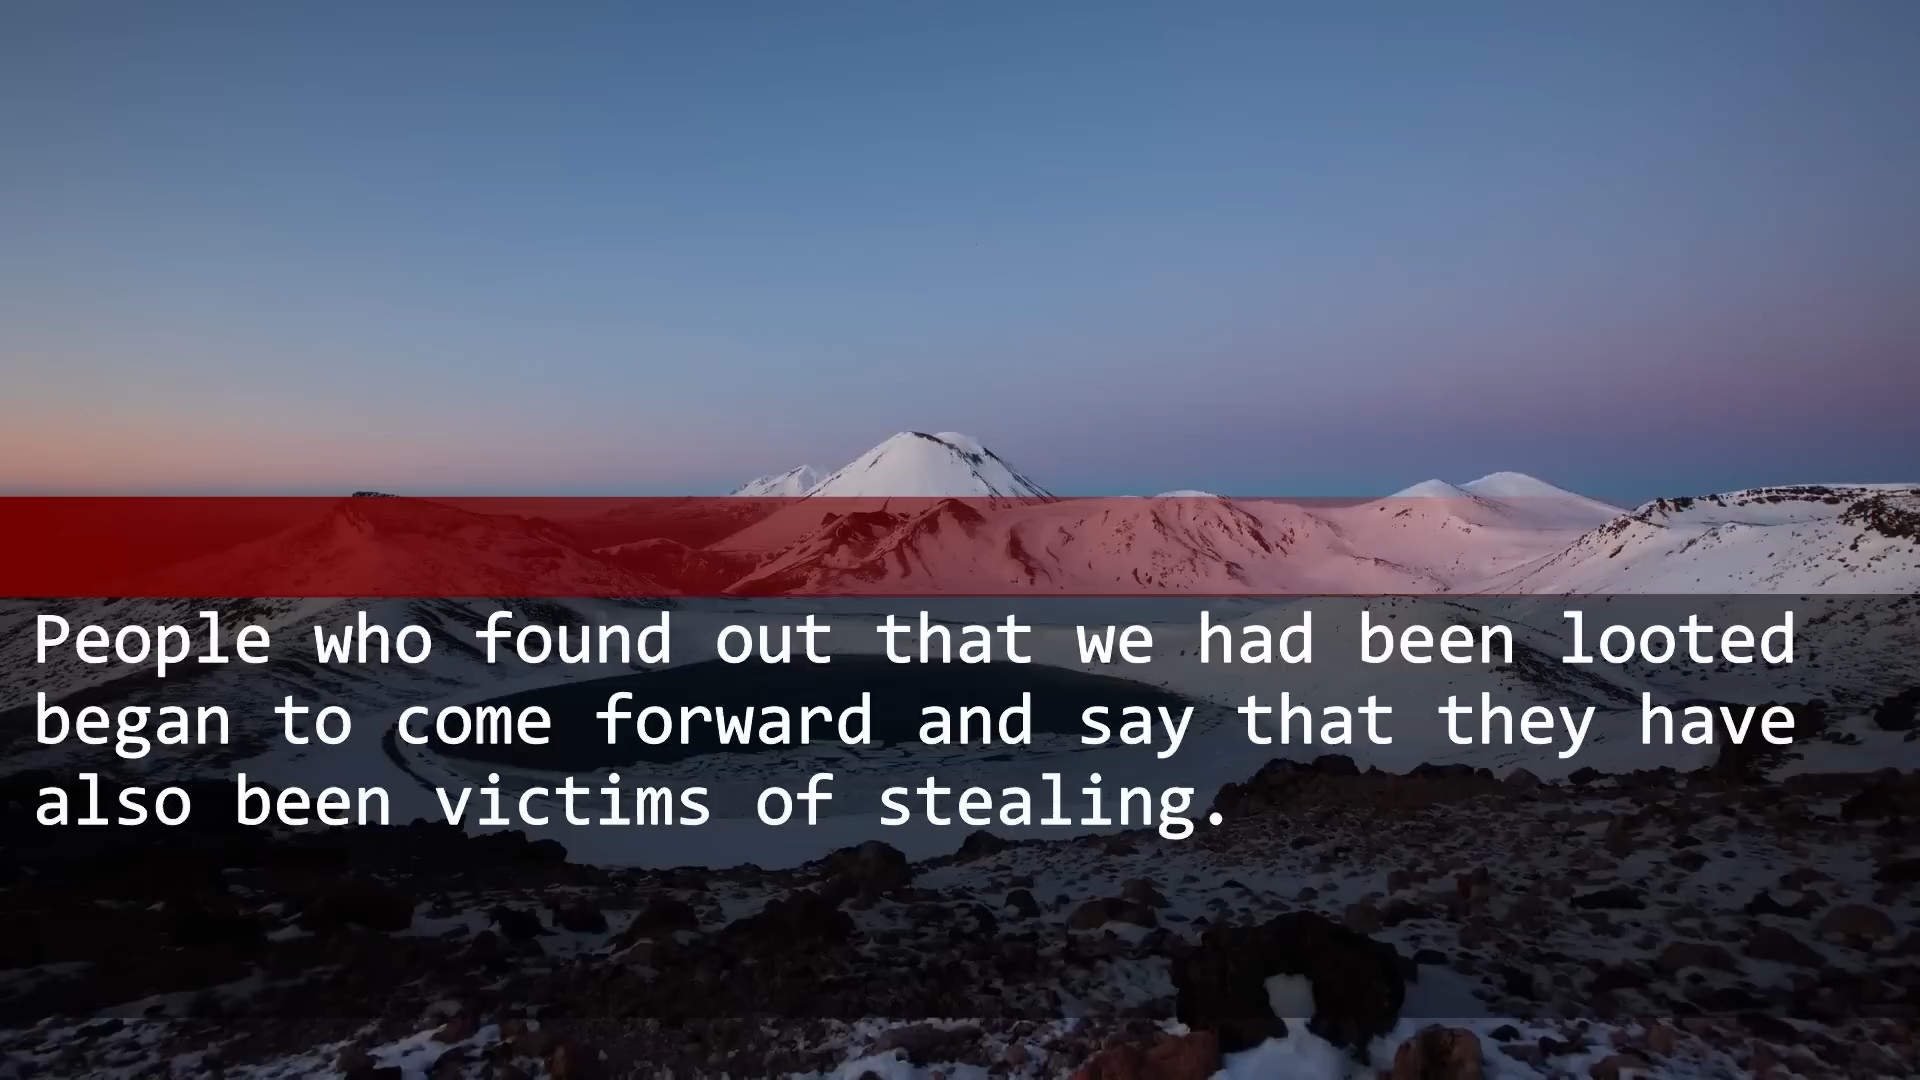 People who found out that we had been looted
began to come forward and say that they have
also been victims of stealing.